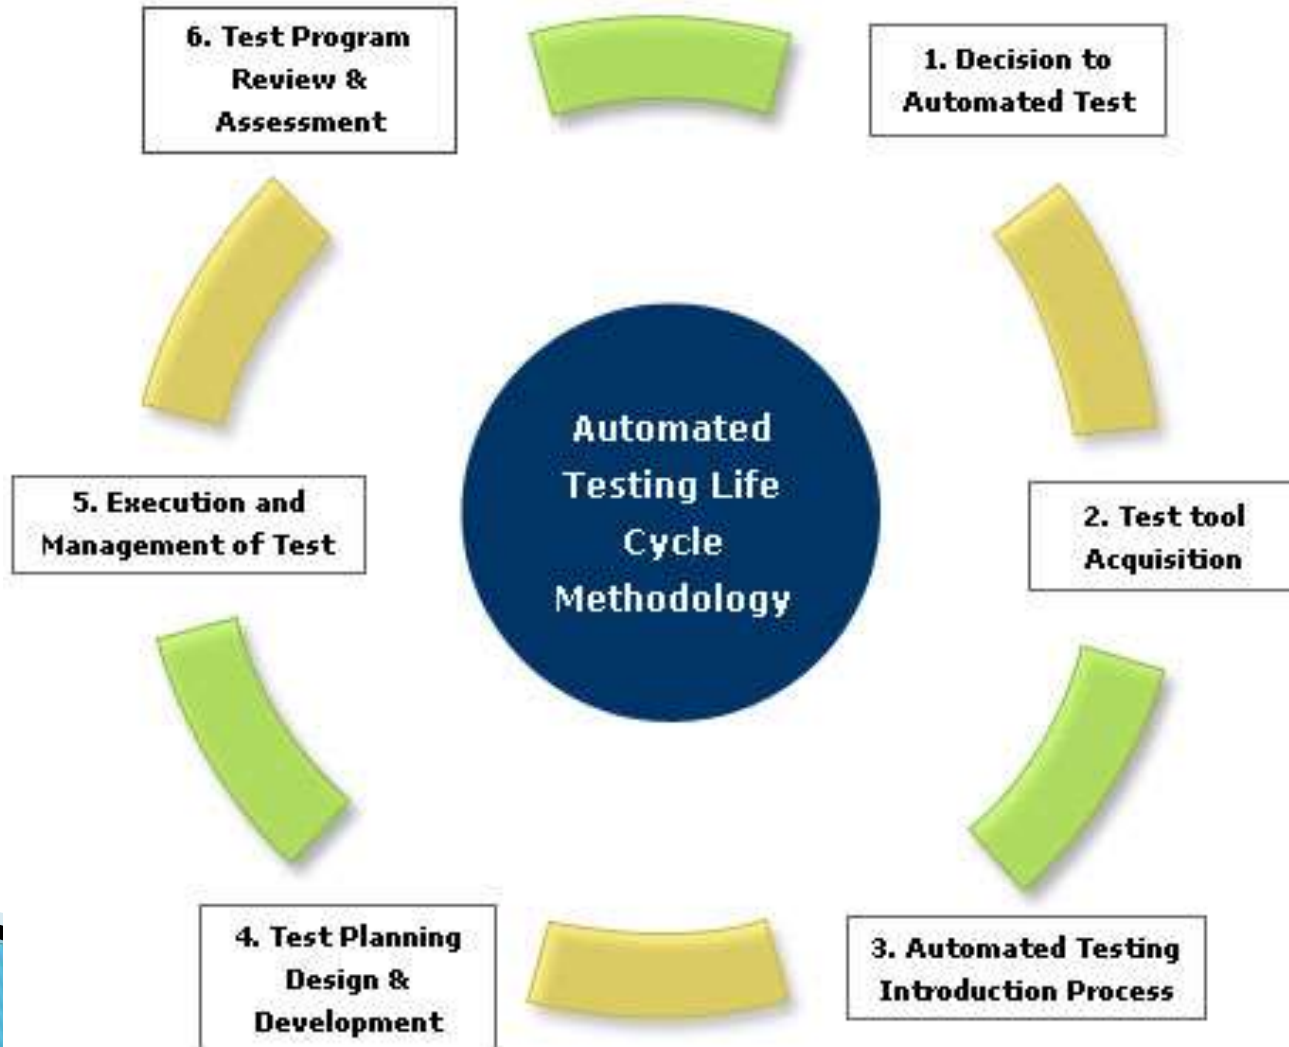 6. Test Program
Review &
Assessment
1. Decision to
Automated Test
Automated
Testing Life
Cycle
Methodology
5. Execution and
Management of Test
2. Test tool
Acquisition
4. Test Planning
Design &
Development
3. Automated Testing
Introduction Process